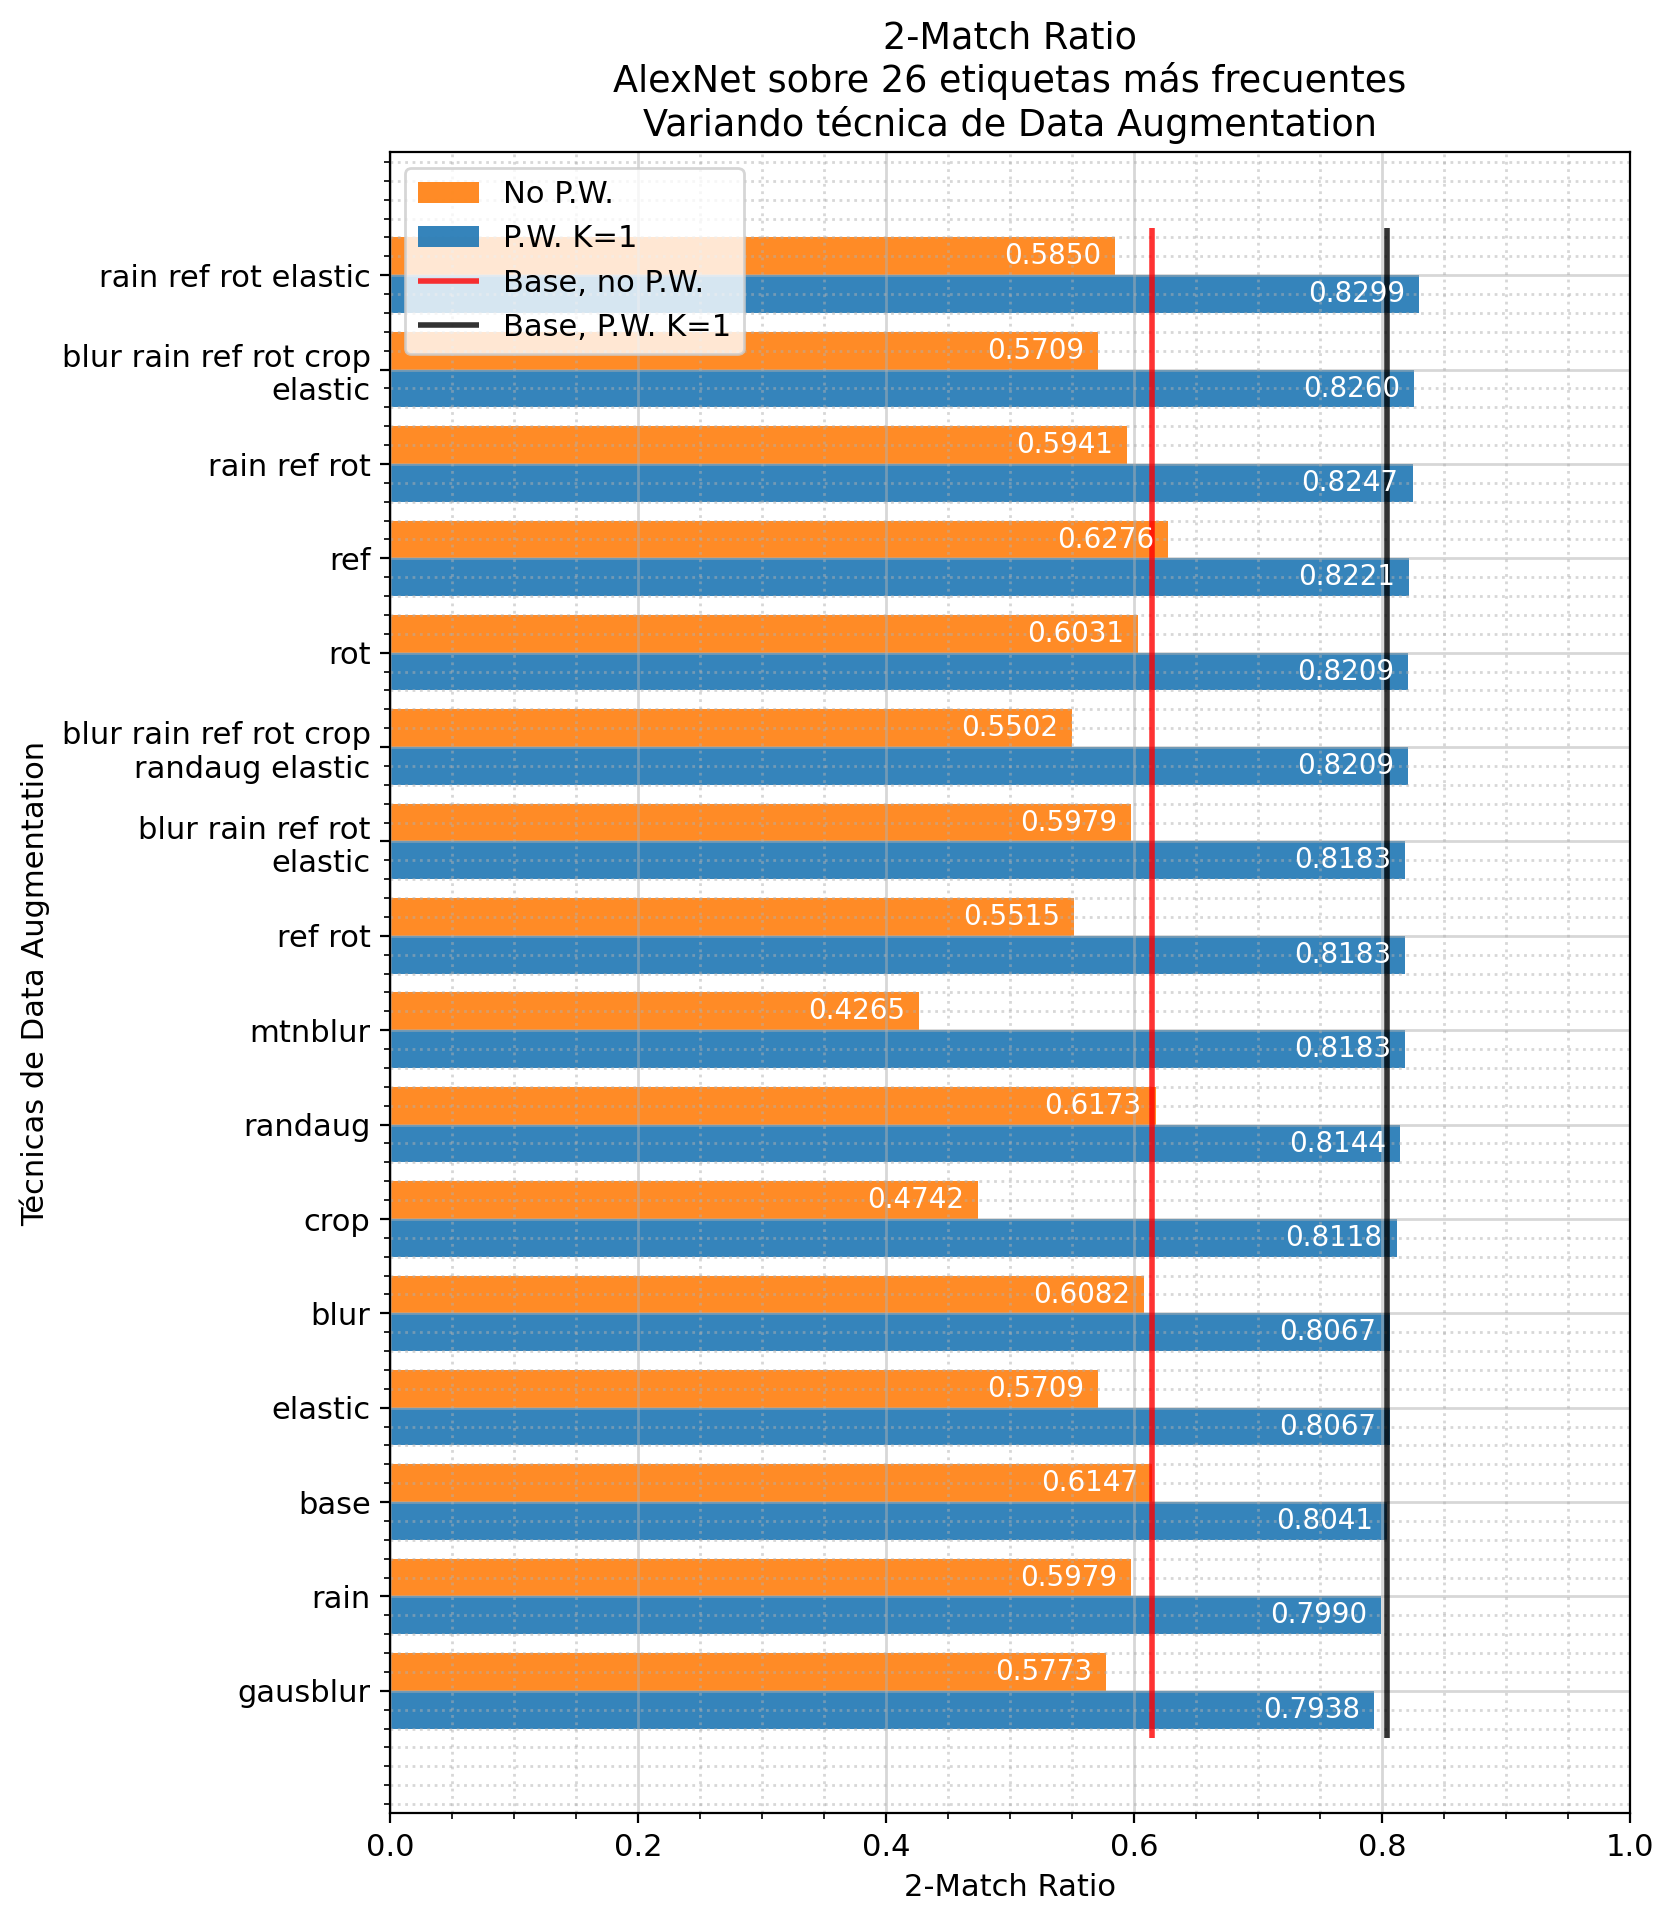 2-Match Ratio
AlexNet sobre 26 etiquetas más frecuentes
Variando técnica de Data Augmentation
No P.W.
P.W. K=1
Base, no P.W.
Base, P.W. K=1
Técnicas de Data Augmentation
rain ref rot elastic
0.5850
0.8299
blur rain ref rot crop
elastic
0.5709
0.8260
rain ref rot
0.5941
0.8247
ref
0.6276
0.8221
rot
0.6031
0.8209
blur rain ref rot crop
randaug elastic
0.5502
0.8209
blur rain ref rot
elastic
0.5979
0.8183
ref rot
0.5515
0.8183
mtnblur
0.4265
0.8183
randaug
0.6173
0.8144
crop
0.4742
0.8118
blur
0.6082
0.8067
elastic
0.5709
0.8067
base
0.6147
0.8041
rain
0.5979
0.7990
gausblur
0.5773
0.7938
0.0 0.2 0.4 0.6 0.8 1.0
2-Match Ratio